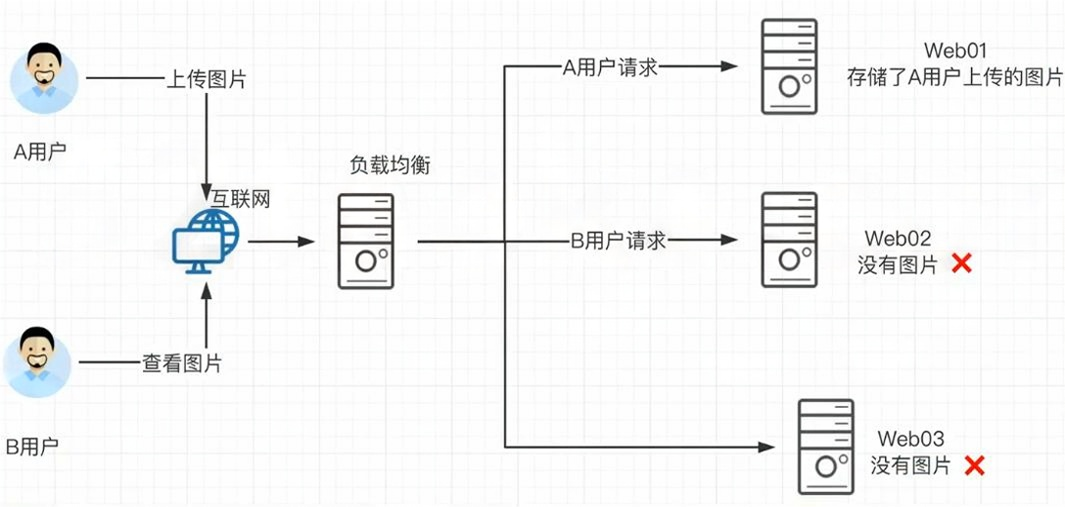 上传图片
A用户
互联网
负载均衡
A用户请求
Web01
存储了A用户上传的图片
B用户请求
Web02
没有图片
查看图片
B用户
Web03
没有图片